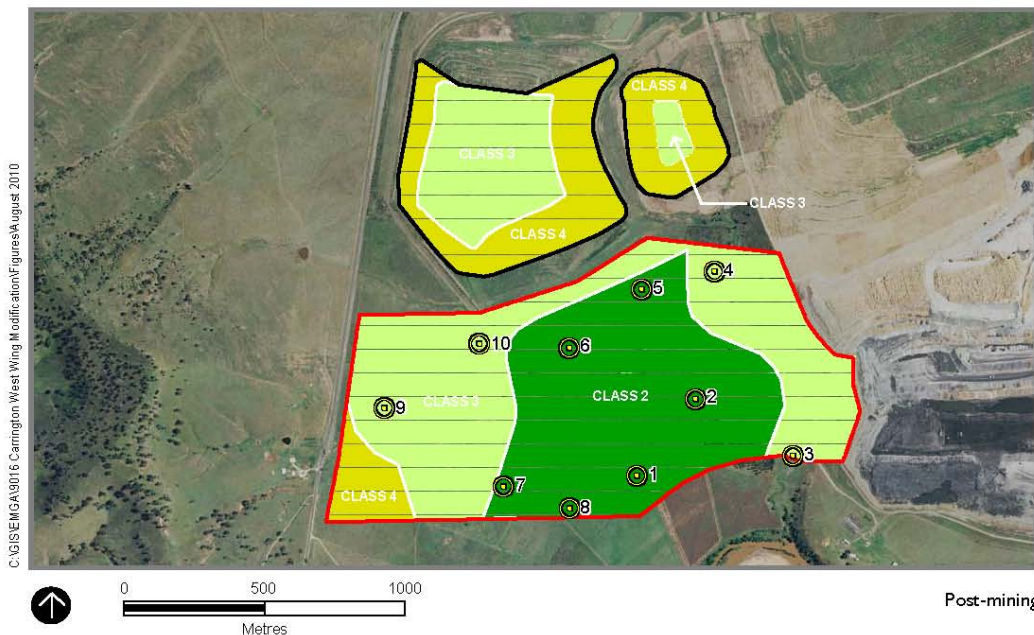 C:\GIS\EMGA\9016 Carrington West Wing Modification\Figures\August 2010
CLASS 4
CLASS 3
CLASS 3
CLASS 4
4
5
10
6
CLASS 3
CLASS 2
2
9
3
1
7
CLASS 4
8
0 500 1000
Metres
Post-mining